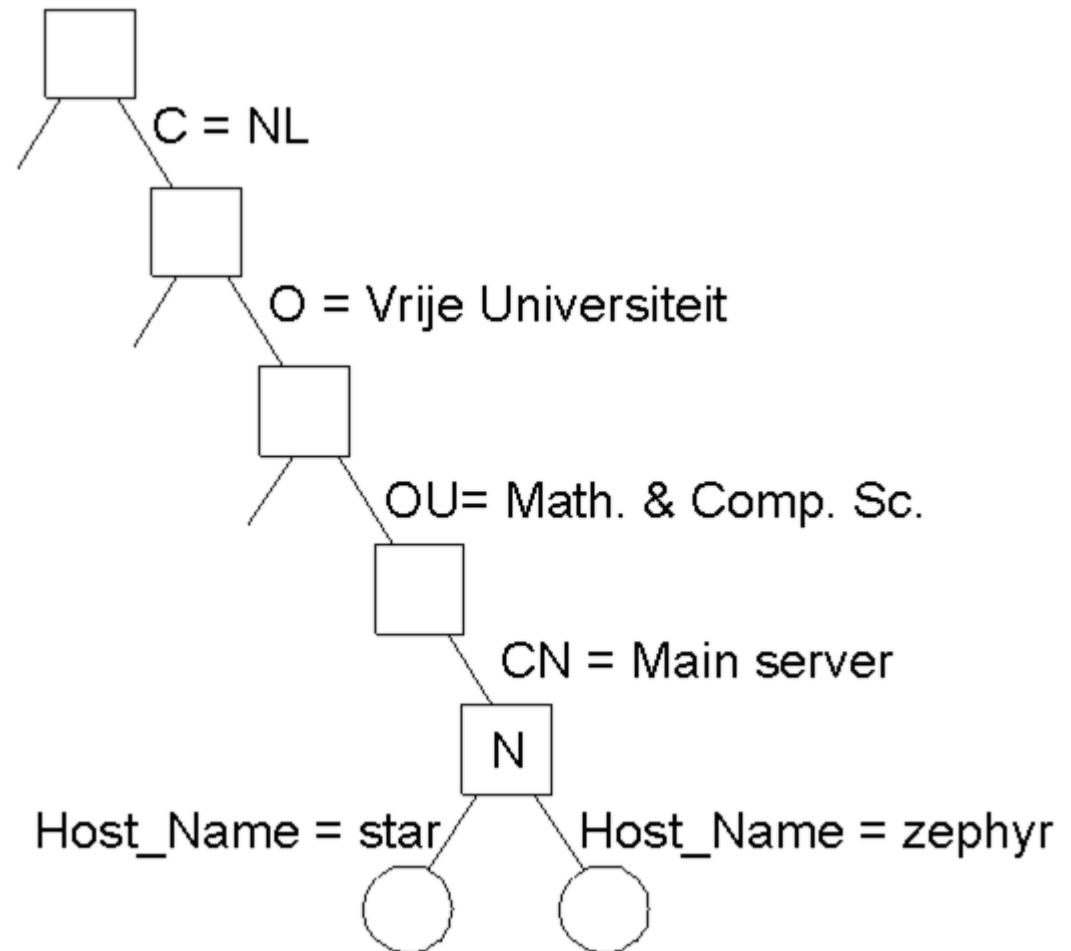 C = NL
O = Vrije Universiteit
OU= Math. & Comp. Sc.
CN = Main server
N
Host_Name = star
Host_Name = zephyr